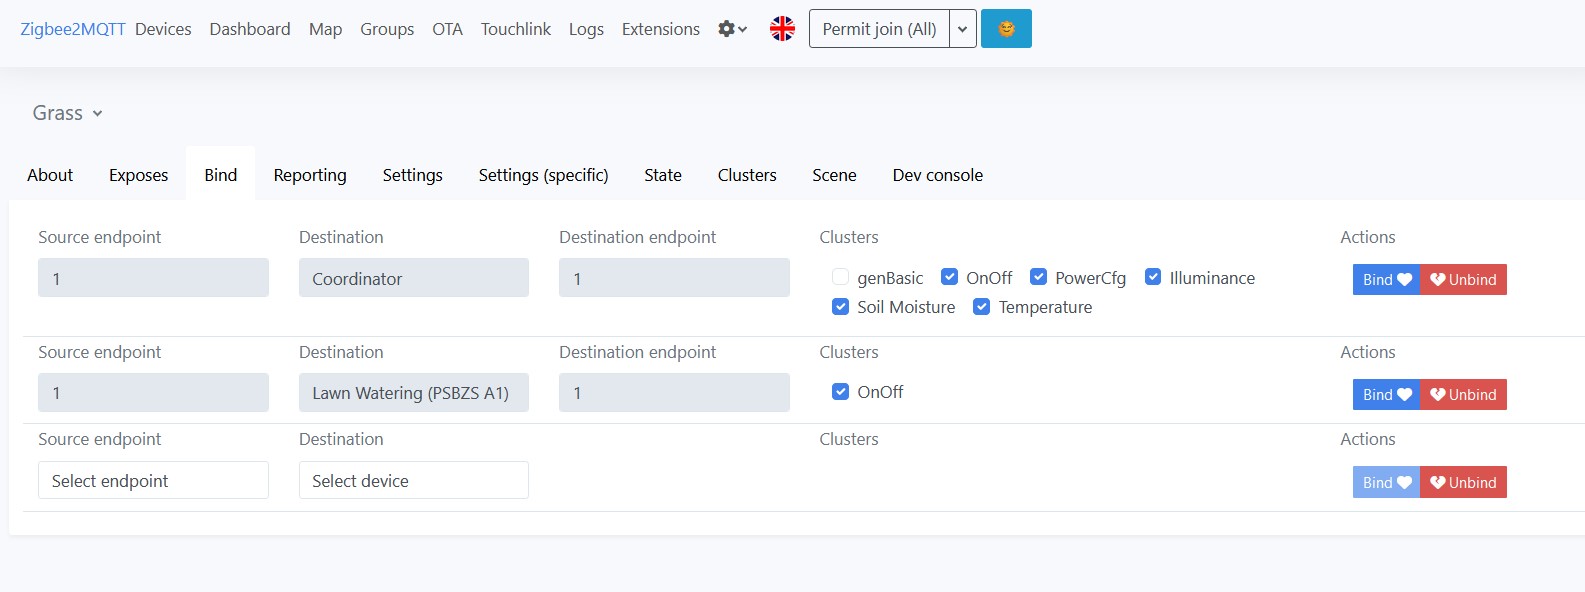 Zigbee2MQTT Devices Dashboard Map Groups OTA Touchlink Logs Extensions Permit join (All)
Grass
About Exposes Bind Reporting Settings Settings (specific) State Clusters Scene Dev console
Source endpoint Destination Destination endpoint Clusters Actions
1 Coordinator 1 genBasic OnOff PowerCfg Illuminance Bind Unbind
Soil Moisture Temperature
Source endpoint Destination Destination endpoint Clusters Actions
1 Lawn Watering (PSBZS A1) 1 OnOff Bind Unbind
Source endpoint Destination Clusters Actions
Select endpoint Select device Bind Unbind